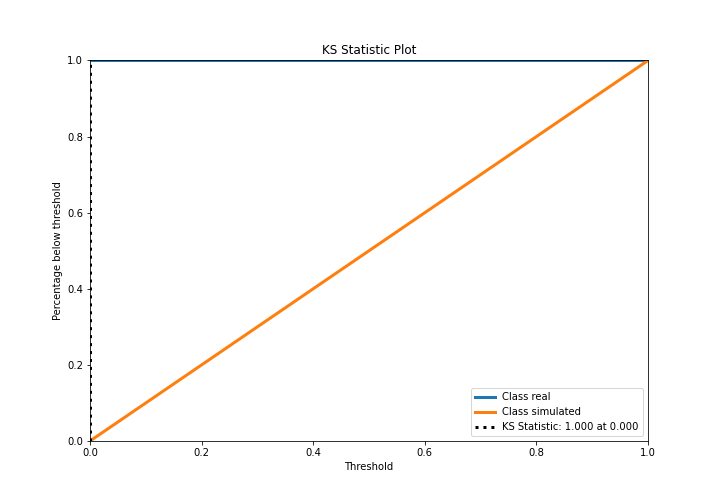 KS Statistic Plot
1.0
0.8
0.6
0.4
0.2
0.0
Percentage below threshold
0.0 0.2 0.4 0.6 0.8 1.0
Threshold
Class real
Class simulated
KS Statistic: 1.000 at 0.000